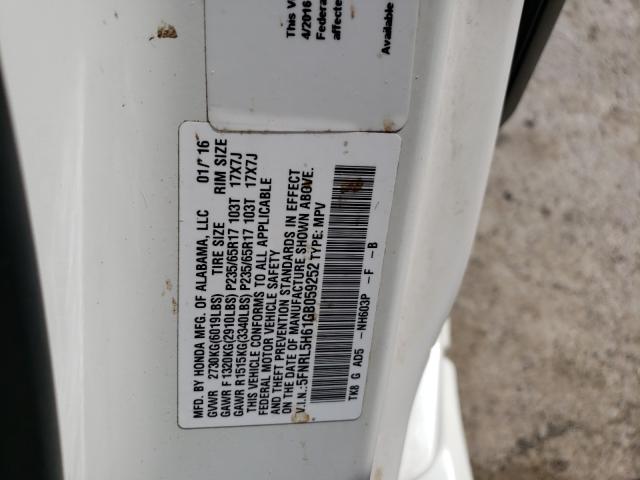 This V
4/2016
Federa
affecte
Available
MFD. BY HONDA MFG. OF ALABAMA, LLC 01/'16
GVWR 2730KG(6019LBS) TIRE SIZE RIM SIZE
GAWR F 1320KG(2910LBS) P235/65R17 103T 17X7J
GAWR R1515KG(3340LBS) P235/65R17 103T 17X7J
THIS VEHICLE CONFORMS TO ALL APPLICABLE
FEDERAL MOTOR VEHICLE SAFETY
AND THEFT PREVENTION STANDARDS IN EFFECT
ON THE DATE OF MANUFACTURE SHOWN ABOVE.
V.I.N.:5FNRL5H61GB059252 TYPE: MPV
TK8 G AD5 -NH603P -F -B